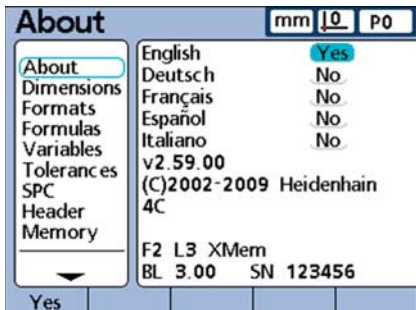 About
mm 0 P0
About
Dimensions
Formats
Formulas
Variables
Tolerances
SPC
Header
Memory
English Yes
Deutsch No
Français No
Español No
Italiano No
v2.59.00
(C)2002-2009 Heidenhain
4C
F2 L3 XMem
BL 3.00 SN 123456
Yes